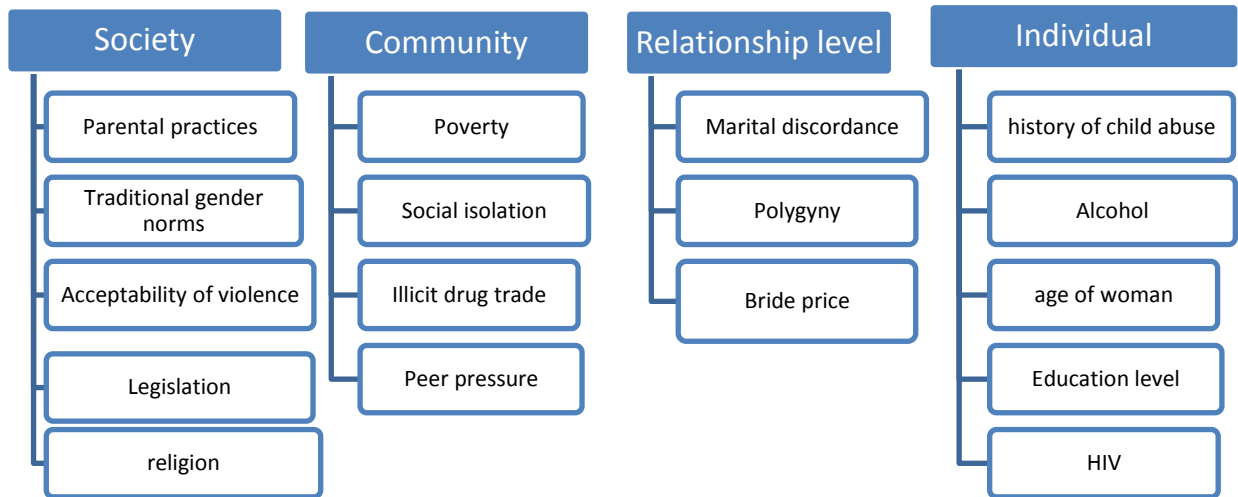 Society
Parental practices
Traditional gender
norms
Acceptability of violence
Legislation
religion
Community
Poverty
Social isolation
Illicit drug trade
Peer pressure
Relationship level
Marital discordance
Polygyny
Bride price
Individual
history of child abuse
Alcohol
age of woman
Education level
HIV